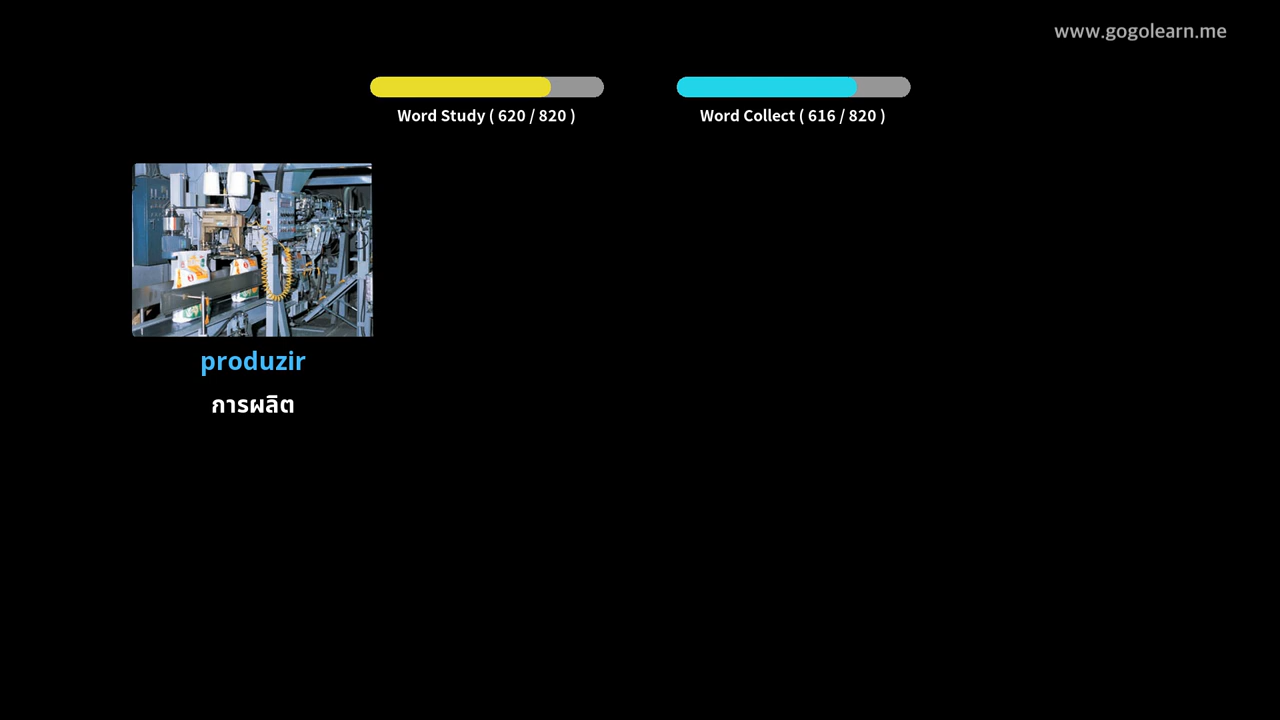 www.gogolearn.me
Word Study ( 620 / 820 )
Word Collect ( 616 / 820 )
produzir
การผลิต